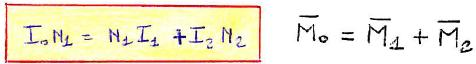 I₀N₁ = N₁I₁ + I₂N₂
M̅₀ = M̅₁ + M̅₂